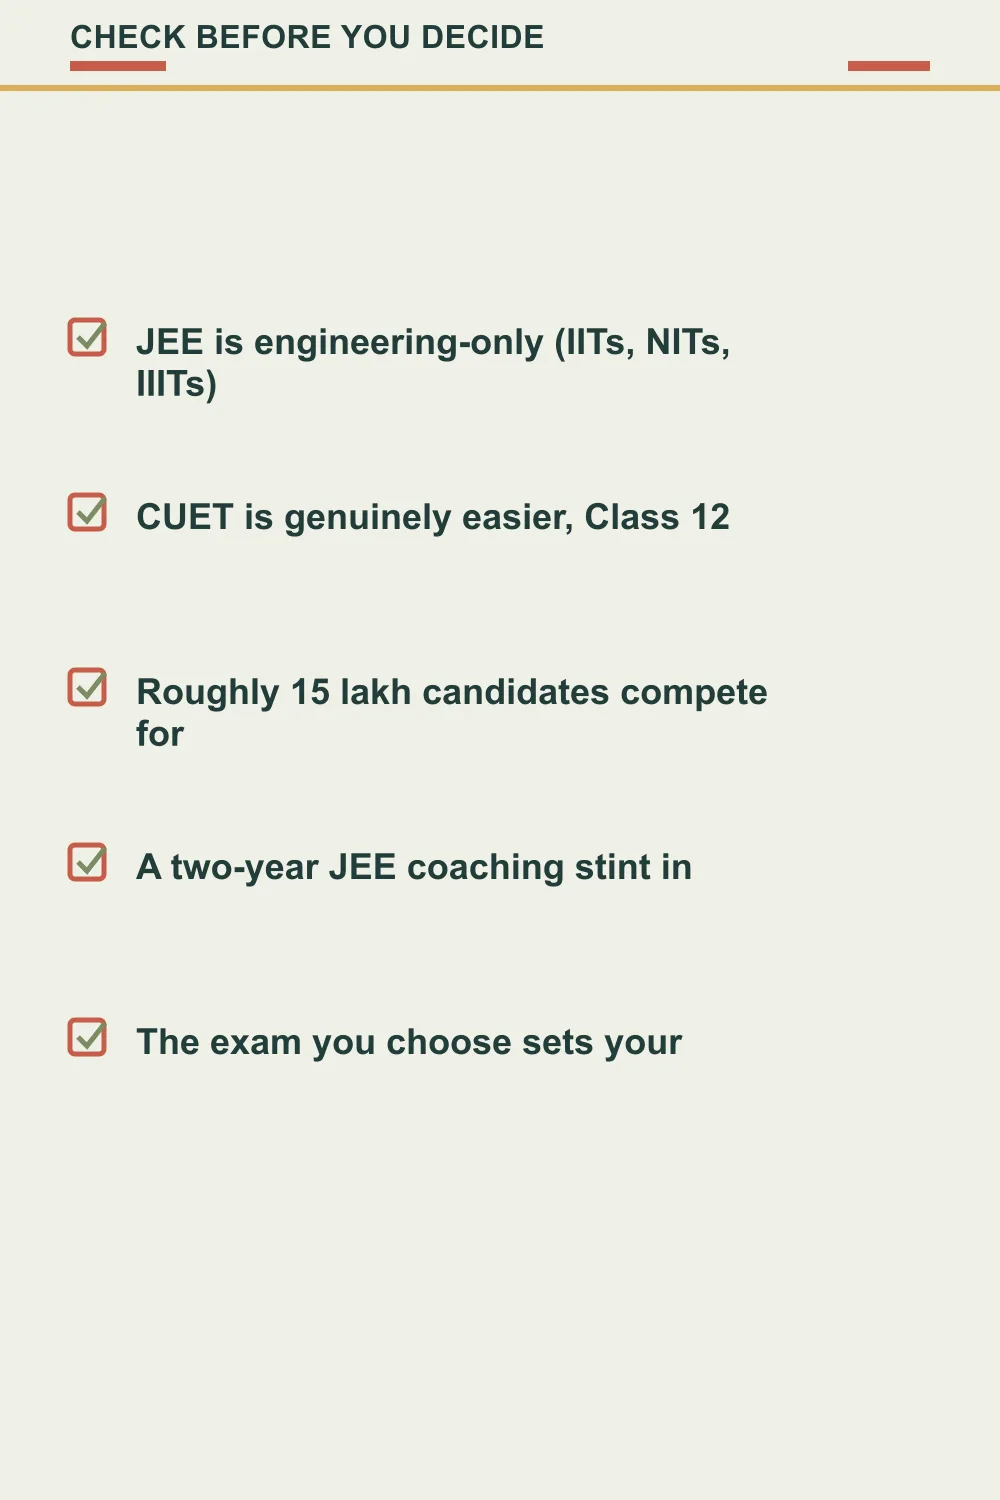 CHECK BEFORE YOU DECIDE
JEE is engineering-only (IITs, NITs,
IIITs)
CUET is genuinely easier, Class 12
Roughly 15 lakh candidates compete
for
A two-year JEE coaching stint in
The exam you choose sets your